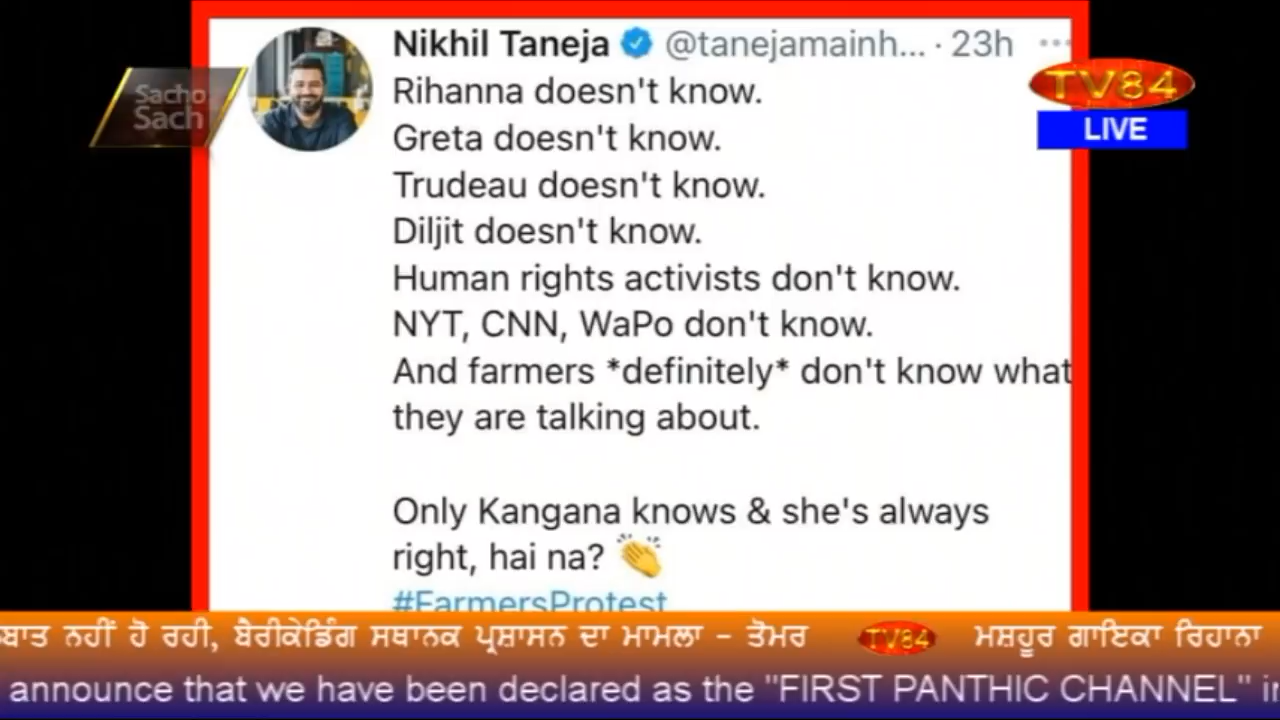 Nikhil Taneja @tanejamainh... · 23h
Rihanna doesn't know.
Greta doesn't know.
Trudeau doesn't know.
Diljit doesn't know.
Human rights activists don't know.
NYT, CNN, WaPo don't know.
And farmers *definitely* don't know what
they are talking about.
Only Kangana knows & she's always
right, hai na? 👏
#FarmersProtest
Sacho
Sach
TV84
LIVE
ਨਹੀਂ ਹੋ ਰਹੀ, ਬੈਰੀਕੇਡਿੰਗ ਸਥਾਨਕ ਪ੍ਰਸ਼ਾਸਨ ਦਾ ਮਾਮਲਾ - ਤੋਮਰ TV84 ਮਸ਼ਹੂਰ ਗਾਇਕਾ ਰਿਹਾਨਾ
announce that we have been declared as the "FIRST PANTHIC CHANNEL"